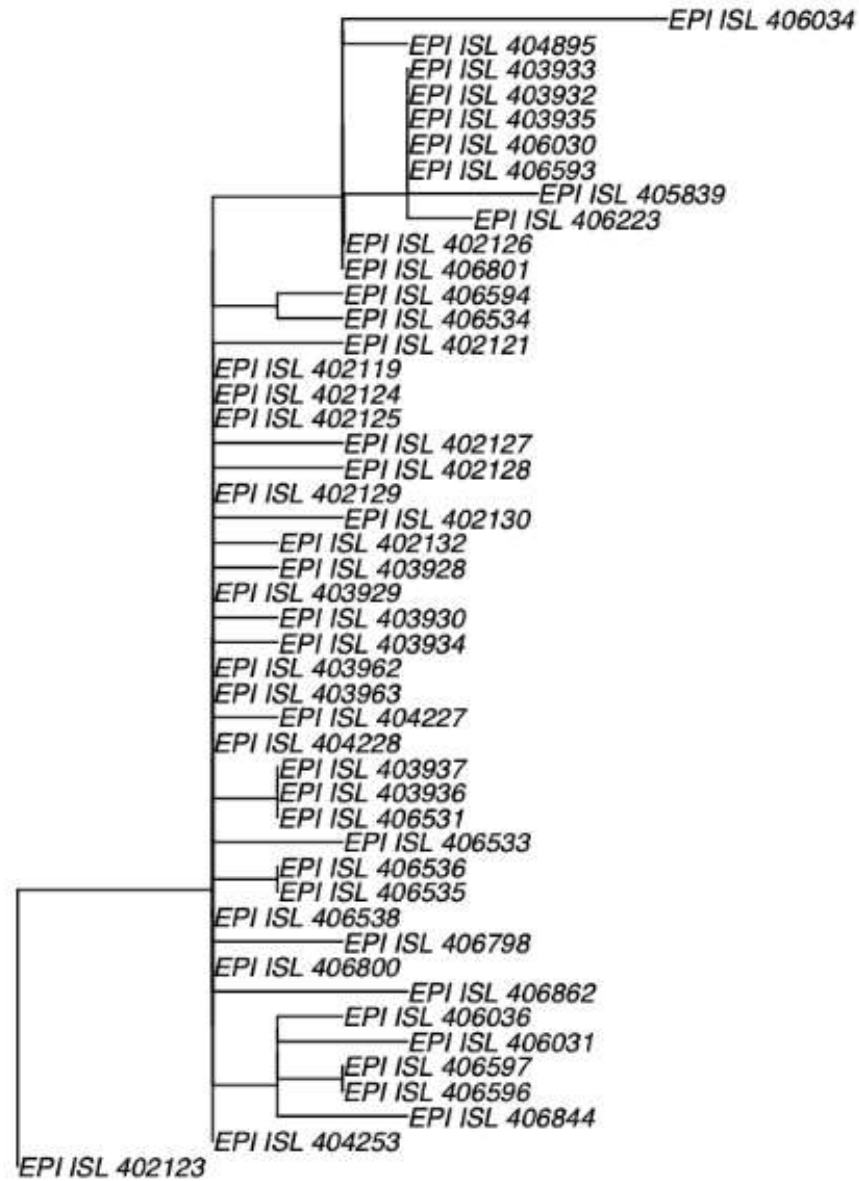 EPI ISL 406034
EPI ISL 404895
EPI ISL 403933
EPI ISL 403932
EPI ISL 403935
EPI ISL 406030
EPI ISL 406593
EPI ISL 405839
EPI ISL 406223
EPI ISL 402126
EPI ISL 406801
EPI ISL 406594
EPI ISL 406534
EPI ISL 402121
EPI ISL 402119
EPI ISL 402124
EPI ISL 402125
EPI ISL 402127
EPI ISL 402128
EPI ISL 402129
EPI ISL 402130
EPI ISL 402132
EPI ISL 403928
EPI ISL 403929
EPI ISL 403930
EPI ISL 403934
EPI ISL 403962
EPI ISL 403963
EPI ISL 404227
EPI ISL 404228
EPI ISL 403937
EPI ISL 403936
EPI ISL 406531
EPI ISL 406533
EPI ISL 406536
EPI ISL 406535
EPI ISL 406538
EPI ISL 406798
EPI ISL 406800
EPI ISL 406862
EPI ISL 406036
EPI ISL 406031
EPI ISL 406597
EPI ISL 406596
EPI ISL 406844
EPI ISL 404253
EPI ISL 402123